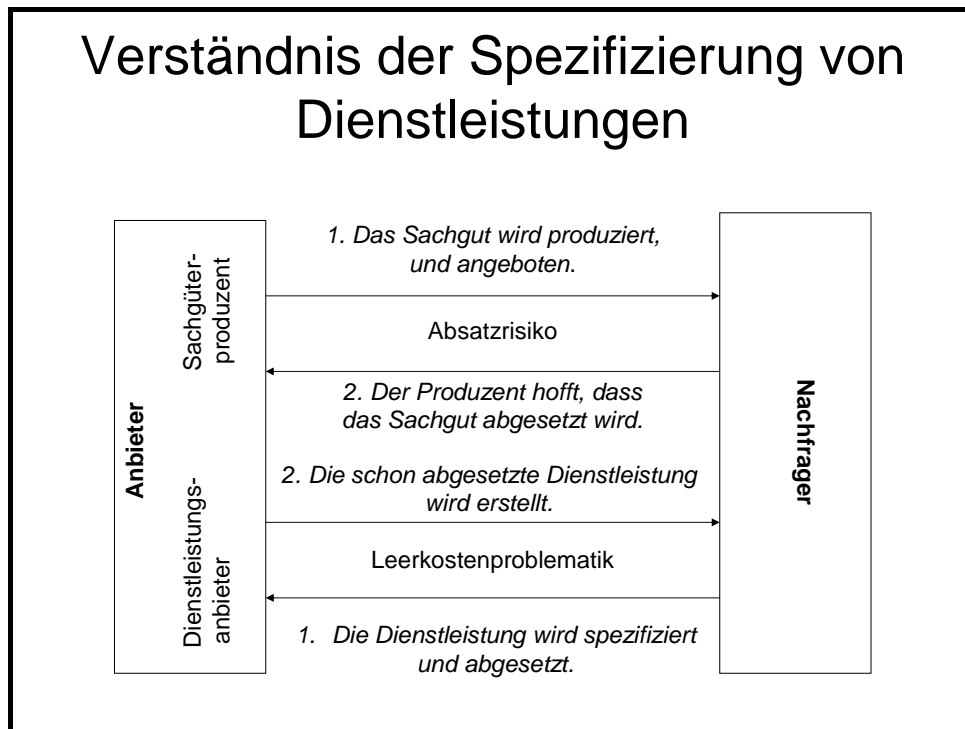 Verständnis der Spezifizierung von
Dienstleistungen
Anbieter
Sachgüter-
produzent
Dienstleistungs-
anbieter
1. Das Sachgut wird produziert,
und angeboten.
Absatzrisiko
2. Der Produzent hofft, dass
das Sachgut abgesetzt wird.
2. Die schon abgesetzte Dienstleistung
wird erstellt.
Leerkostenproblematik
1. Die Dienstleistung wird spezifiziert
und abgesetzt.
Nachfrager